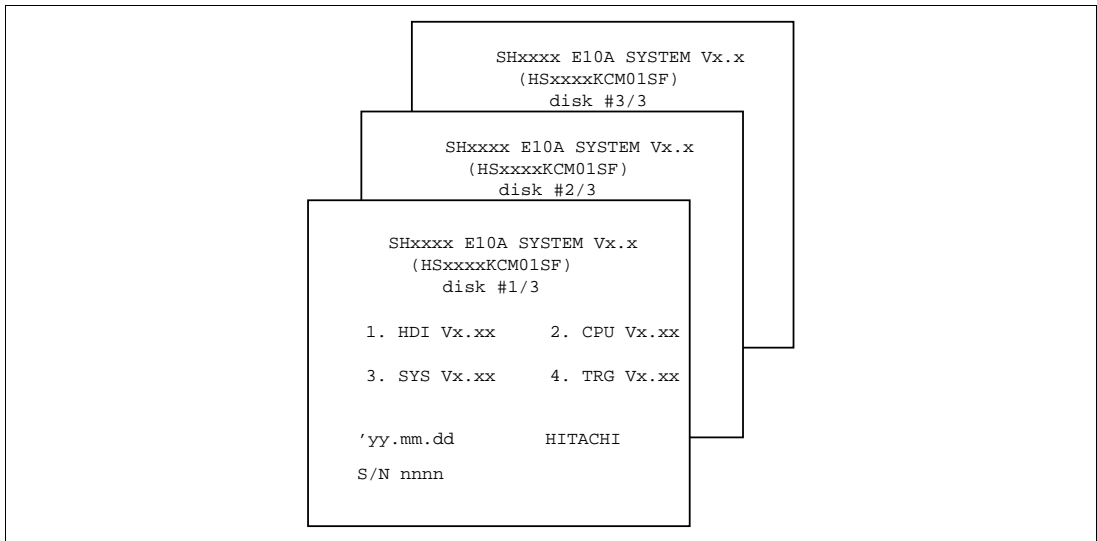 SHxxxx E10A SYSTEM Vx.x
(HSxxxxKCM01SF)
disk #3/3
SHxxxx E10A SYSTEM Vx.x
(HSxxxxKCM01SF)
disk #2/3
SHxxxx E10A SYSTEM Vx.x
(HSxxxxKCM01SF)
disk #1/3
1. HDI Vx.xx 2. CPU Vx.xx
3. SYS Vx.xx 4. TRG Vx.xx
’yy.mm.dd HITACHI
S/N nnnn